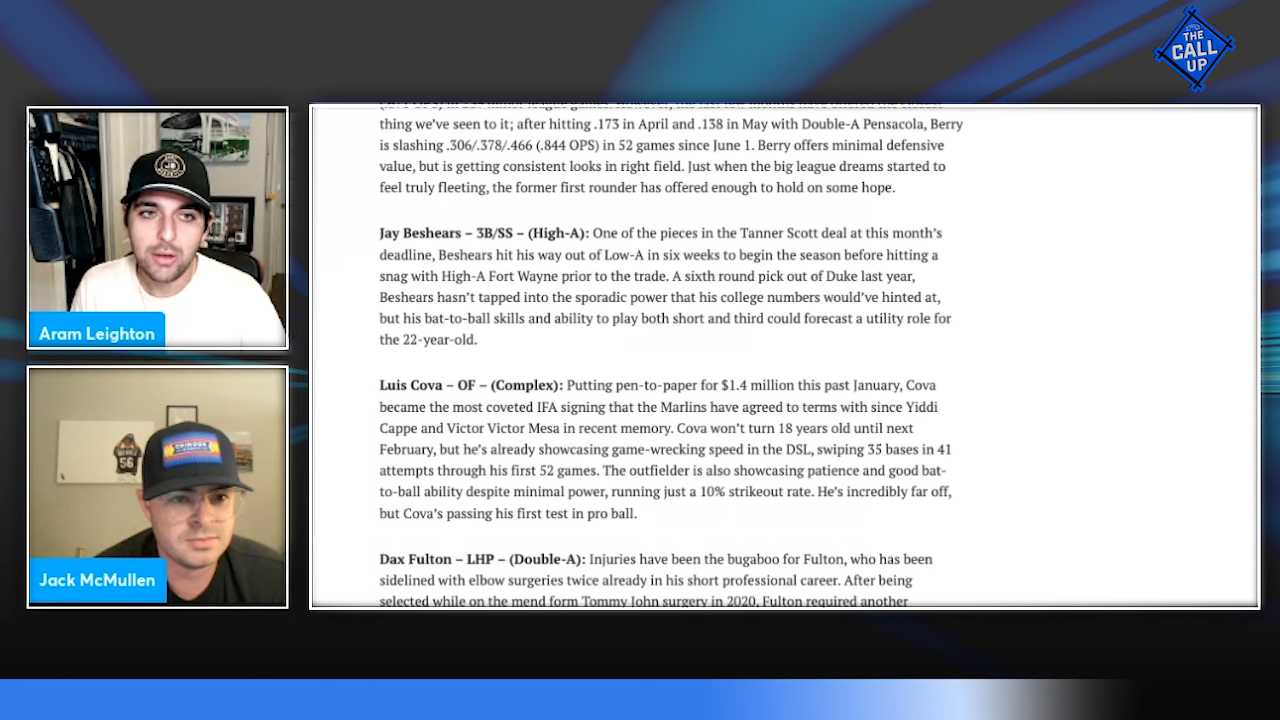 THE
CALL
UP
thing we've seen to it; after hitting .173 in April and .138 in May with Double-A Pensacola, Berry
is slashing .306/.378/.466 (.844 OPS) in 52 games since June 1. Berry offers minimal defensive
value, but is getting consistent looks in right field. Just when the big league dreams started to
feel truly fleeting, the former first rounder has offered enough to hold on some hope.
Jay Beshears – 3B/SS – (High-A): One of the pieces in the Tanner Scott deal at this month's
deadline, Beshears hit his way out of Low-A in six weeks to begin the season before hitting a
snag with High-A Fort Wayne prior to the trade. A sixth round pick out of Duke last year,
Beshears hasn't tapped into the sporadic power that his college numbers would've hinted at,
but his bat-to-ball skills and ability to play both short and third could forecast a utility role for
the 22-year-old.
Luis Cova – OF – (Complex): Putting pen-to-paper for $1.4 million this past January, Cova
became the most coveted IFA signing that the Marlins have agreed to terms with since Yiddi
Cappe and Victor Victor Mesa in recent memory. Cova won't turn 18 years old until next
February, but he's already showcasing game-wrecking speed in the DSL, swiping 35 bases in 41
attempts through his first 52 games. The outfielder is also showcasing patience and good bat-
to-ball ability despite minimal power, running just a 10% strikeout rate. He's incredibly far off,
but Cova's passing his first test in pro ball.
Dax Fulton – LHP – (Double-A): Injuries have been the bugaboo for Fulton, who has been
sidelined with elbow surgeries twice already in his short professional career. After being
selected while on the mend form Tommy John surgery in 2020, Fulton required another
Aram Leighton
56
Jack McMullen